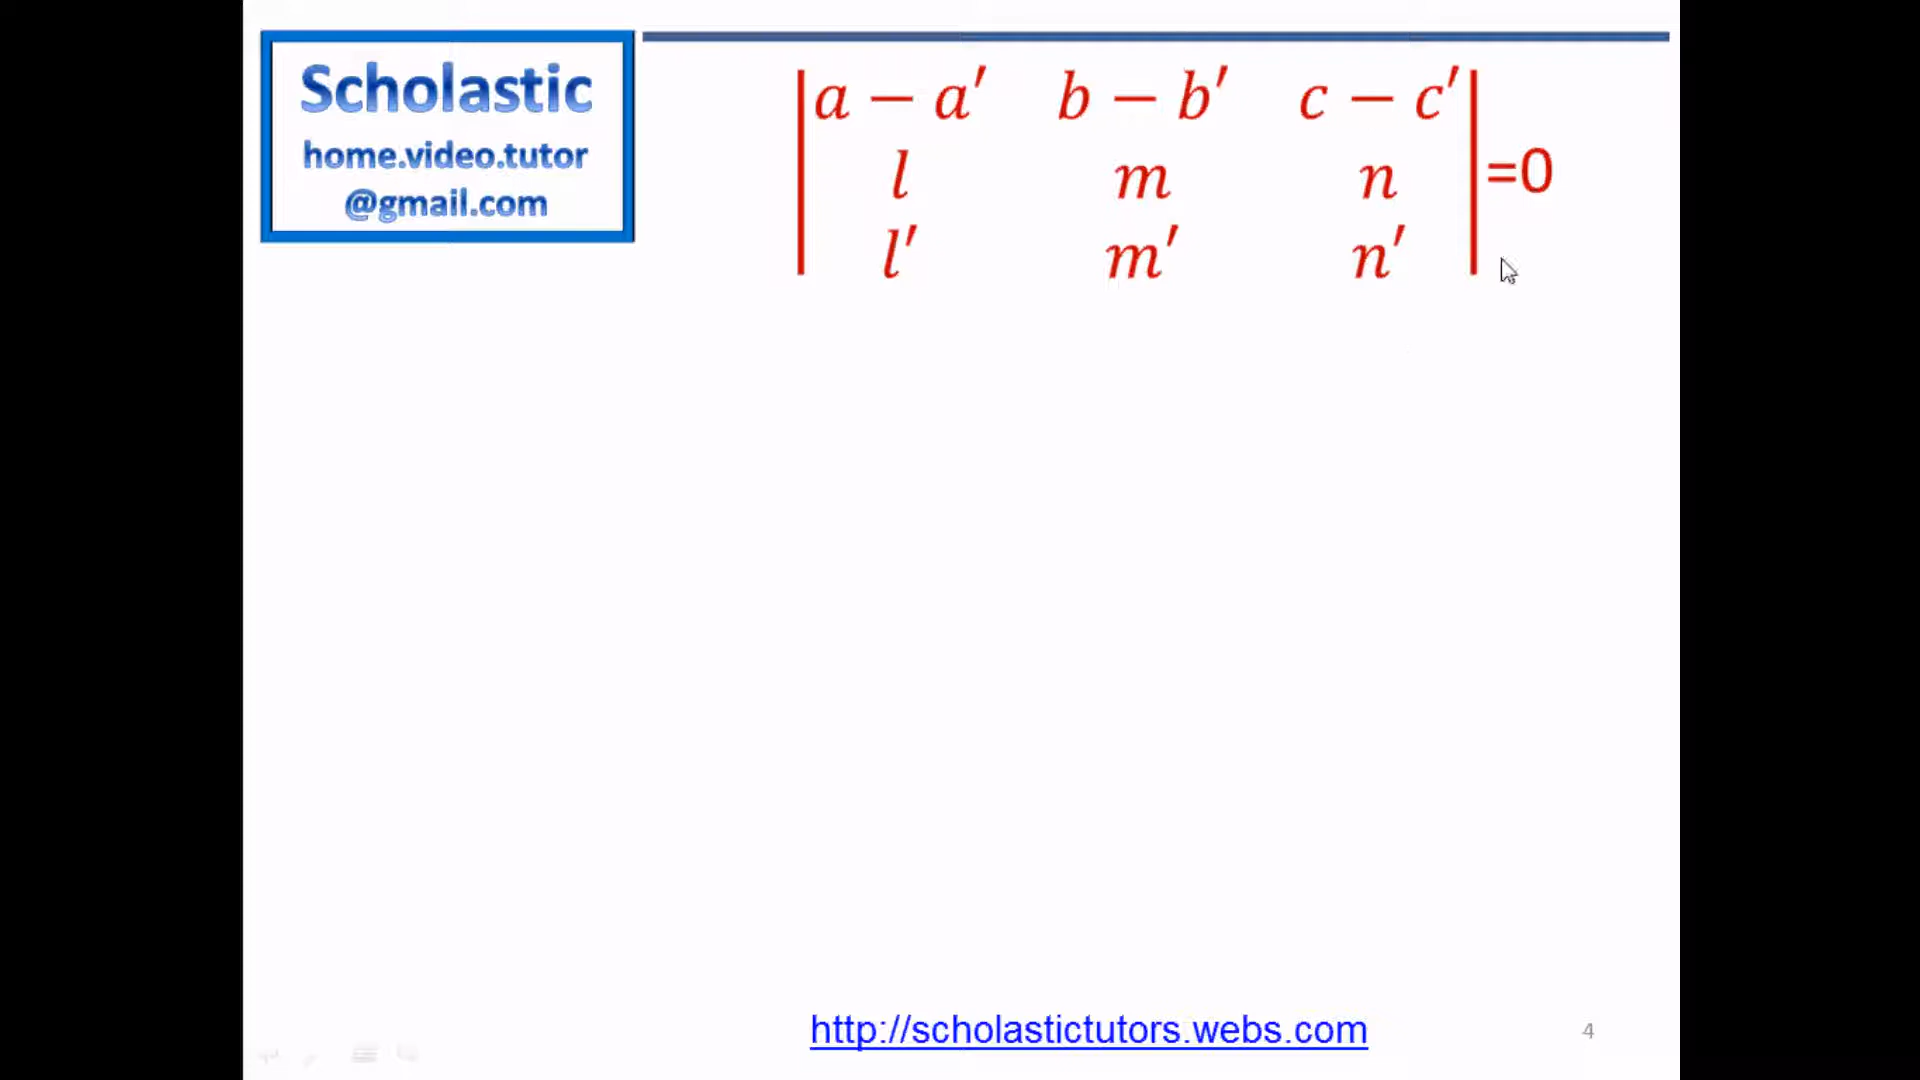 Scholastic
home.video.tutor
@gmail.com
a − a′ b − b′ c − c′
l m n
l′ m′ n′
=0
http://scholastictutors.webs.com
4